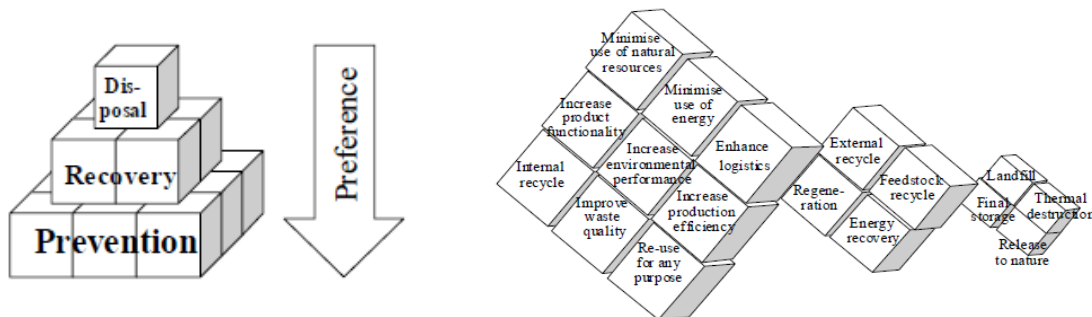 Dis-
posal
Recovery
Prevention
Preference
Minimise
use of natural
resources
Minimise
use of
energy
Increase
product
functionality
Increase
environmental
performance
Enhance
logistics
Internal
recycle
Improve
waste
quality
Increase
production
efficiency
Re-use
for any
purpose
External
recycle
Regene-
ration
Feedstock
recycle
Energy
recovery
Landfill
Final
storage
Thermal
destruction
Release
to nature